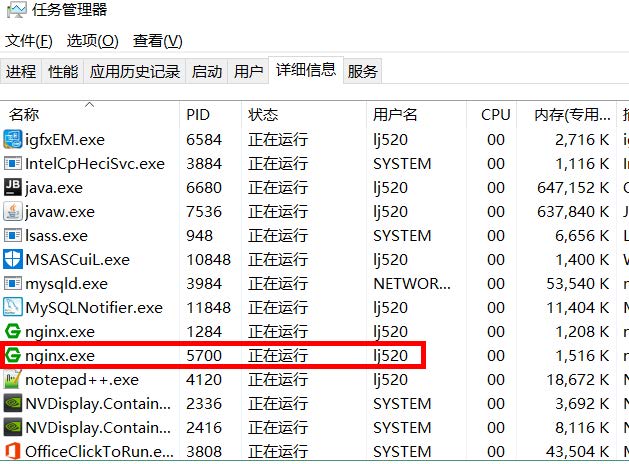 任务管理器
文件(F) 选项(O) 查看(V)
进程 性能 应用历史记录 启动 用户 详细信息 服务
名称 PID 状态 用户名 CPU 内存(专用...
igfxEM.exe 6584 正在运行 lj520 00 2,716 K
IntelCpHeciSvc.exe 3884 正在运行 SYSTEM 00 1,116 K
java.exe 6680 正在运行 lj520 00 647,152 K
javaw.exe 7536 正在运行 lj520 00 637,840 K
lsass.exe 948 正在运行 SYSTEM 00 6,656 K
MSASCuiL.exe 10848 正在运行 lj520 00 1,400 K
mysqld.exe 3984 正在运行 NETWOR... 00 53,540 K
MySQLNotifier.exe 11848 正在运行 lj520 00 11,404 K
nginx.exe 1284 正在运行 lj520 00 1,208 K
nginx.exe 5700 正在运行 lj520 00 1,516 K
notepad++.exe 4120 正在运行 lj520 00 18,672 K
NVDisplay.Contain... 2336 正在运行 SYSTEM 00 3,692 K
NVDisplay.Contain... 2416 正在运行 SYSTEM 00 8,116 K
OfficeClickToRun.e... 3808 正在运行 SYSTEM 00 43,504 K